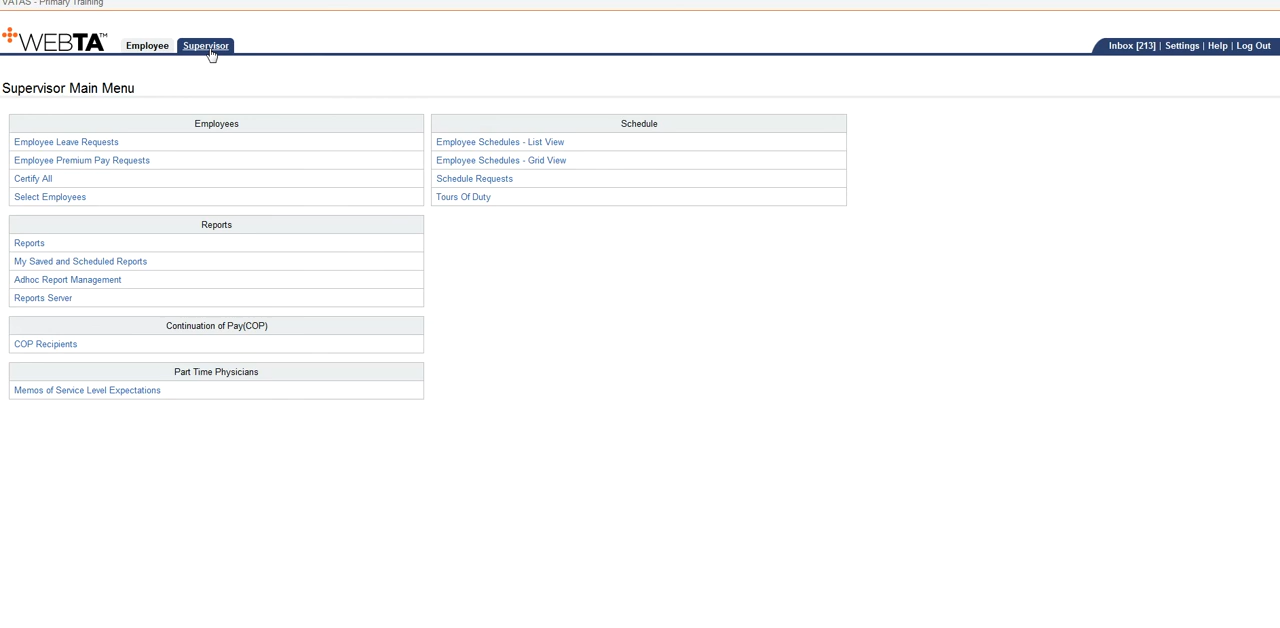 VATAS - Primary Training
WEBTA™ Employee Supervisor Inbox [213] | Settings | Help | Log Out
Supervisor Main Menu
Employees
Employee Leave Requests
Employee Premium Pay Requests
Certify All
Select Employees
Schedule
Employee Schedules - List View
Employee Schedules - Grid View
Schedule Requests
Tours Of Duty
Reports
Reports
My Saved and Scheduled Reports
Adhoc Report Management
Reports Server
Continuation of Pay(COP)
COP Recipients
Part Time Physicians
Memos of Service Level Expectations